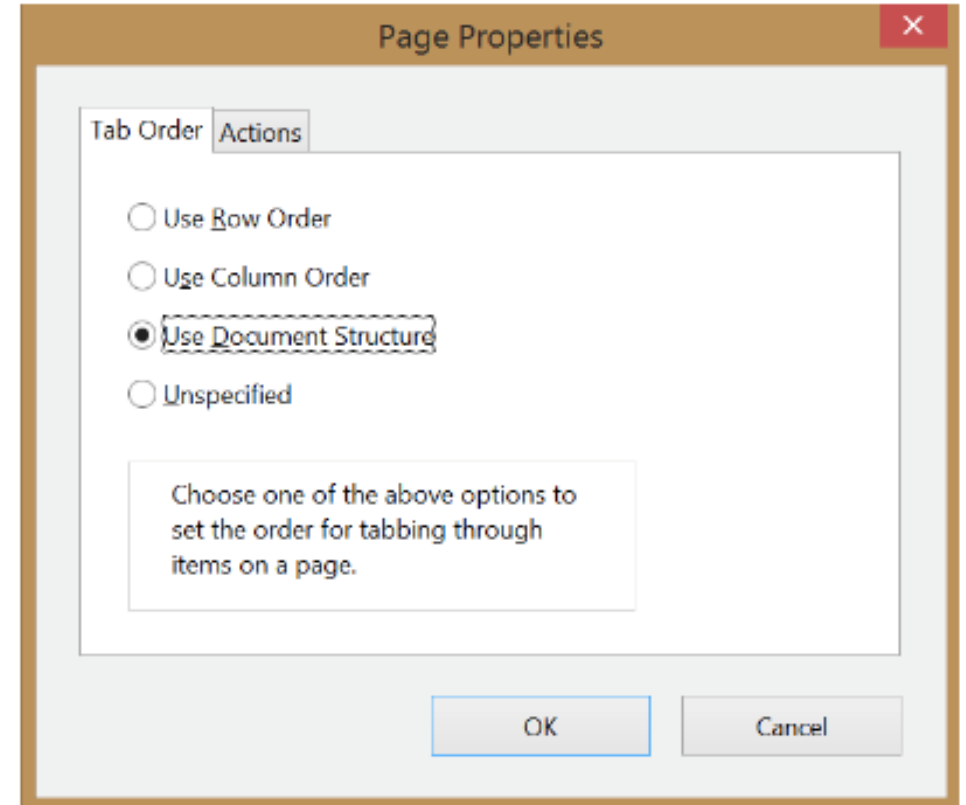 Page Properties
Tab Order
Actions
Use Row Order
Use Column Order
Use Document Structure
Unspecified
Choose one of the above options to
set the order for tabbing through
items on a page.
OK
Cancel